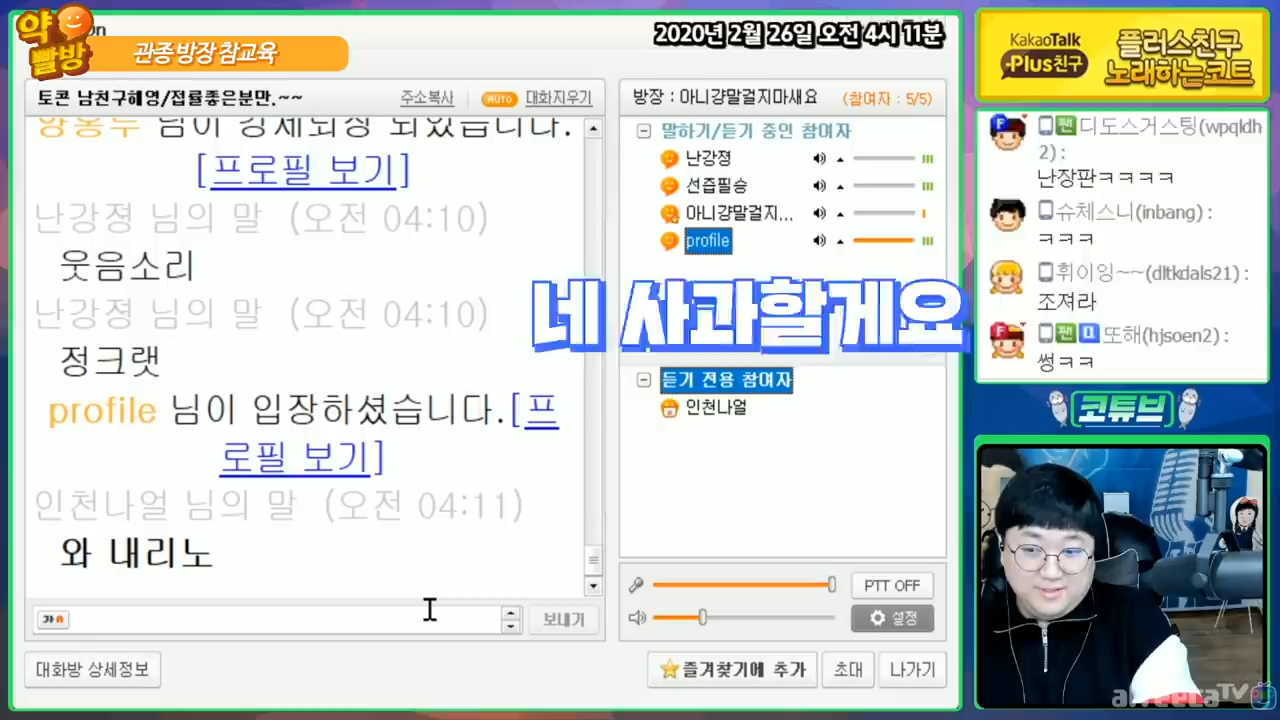 약빨방
관종 방장 참교육
2020년 2월 26일 오전 4시 11분
토콘 남친구해영/접률좋은분만.~~
주소복사
AUTO
대화지우기
님이 강제퇴장 되었습니다.
[프로필 보기]
난강졍 님의 말 (오전 04:10)
웃음소리
난강졍 님의 말 (오전 04:10)
정크랫
profile 님이 입장하셨습니다.[프
로필 보기]
인천나얼 님의 말 (오전 04:11)
와 내리노
가A
보내기
대화방 상세정보
방장 : 아니걍말걸지마새요
(참여자 : 5/5)
말하기/듣기 중인 참여자
난강졍
선즙필승
아니걍말걸지...
profile
네 사과할게요
듣기 전용 참여자
인천나얼
PTT OFF
설정
즐겨찾기에 추가
초대
나가기
KakaoTalk
Plus친구
플러스친구
노래하는코트
팬 디도스거스팅(wpqldh
2) :
난장판ㅋㅋㅋㅋ
슈체스니(inbang) :
ㅋㅋㅋ
휘이잉~~(dltkdals21) :
조져라
팬 또해(hjsoen2) :
썽ㅋㅋ
코튜브
afreecaTV